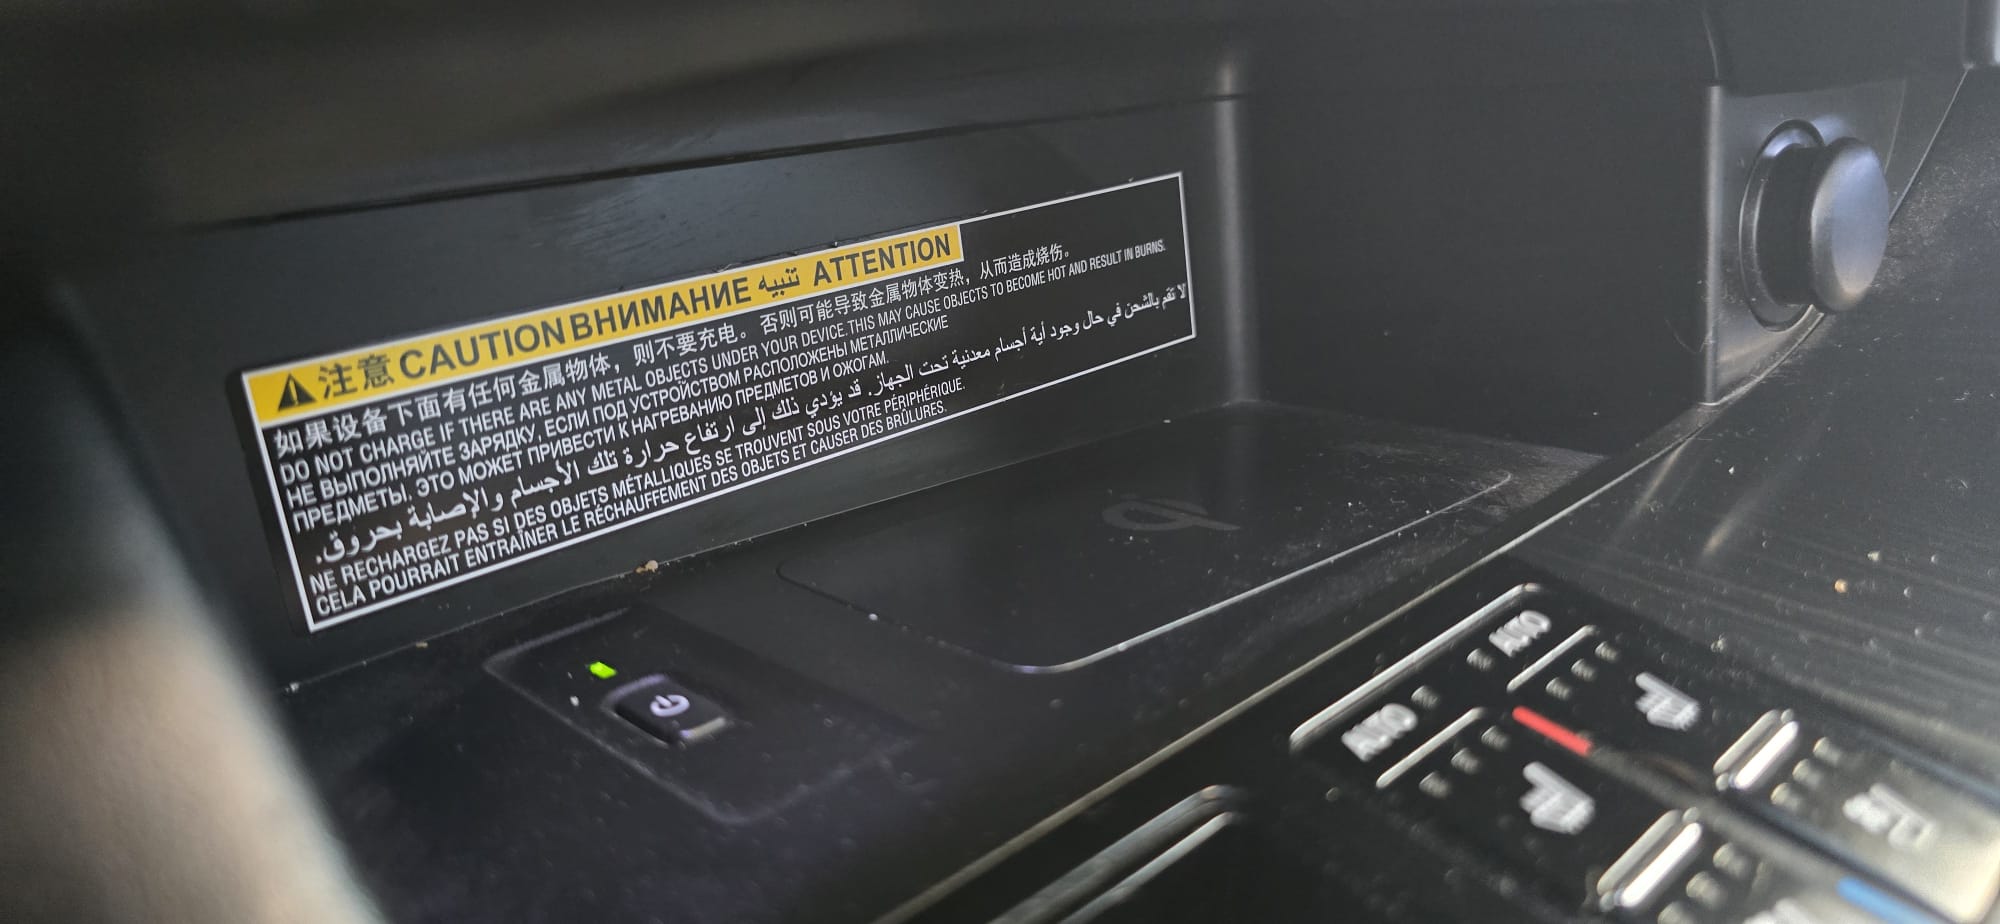 注意 CAUTION ВНИМАНИЕ تنبيه ATTENTION
如果设备下面有任何金属物体，则不要充电。否则可能导致金属物体变热，从而造成烧伤。
DO NOT CHARGE IF THERE ARE ANY METAL OBJECTS UNDER YOUR DEVICE.THIS MAY CAUSE OBJECTS TO BECOME HOT AND RESULT IN BURNS.
НЕ ВЫПОЛНЯЙТЕ ЗАРЯДКУ, ЕСЛИ ПОД УСТРОЙСТВОМ РАСПОЛОЖЕНЫ МЕТАЛЛИЧЕСКИЕ
ПРЕДМЕТЫ. ЭТО МОЖЕТ ПРИВЕСТИ К НАГРЕВАНИЮ ПРЕДМЕТОВ И ОЖОГАМ.
لا تقم بالشحن في حال وجود أية أجسام معدنية تحت الجهاز. قد يؤدي ذلك إلى ارتفاع حرارة تلك الأجسام والإصابة بحروق.
NE RECHARGEZ PAS SI DES OBJETS MÉTALLIQUES SE TROUVENT SOUS VOTRE PÉRIPHÉRIQUE.
CELA POURRAIT ENTRAÎNER LE RÉCHAUFFEMENT DES OBJETS ET CAUSER DES BRÛLURES.
AUTO
AUTO